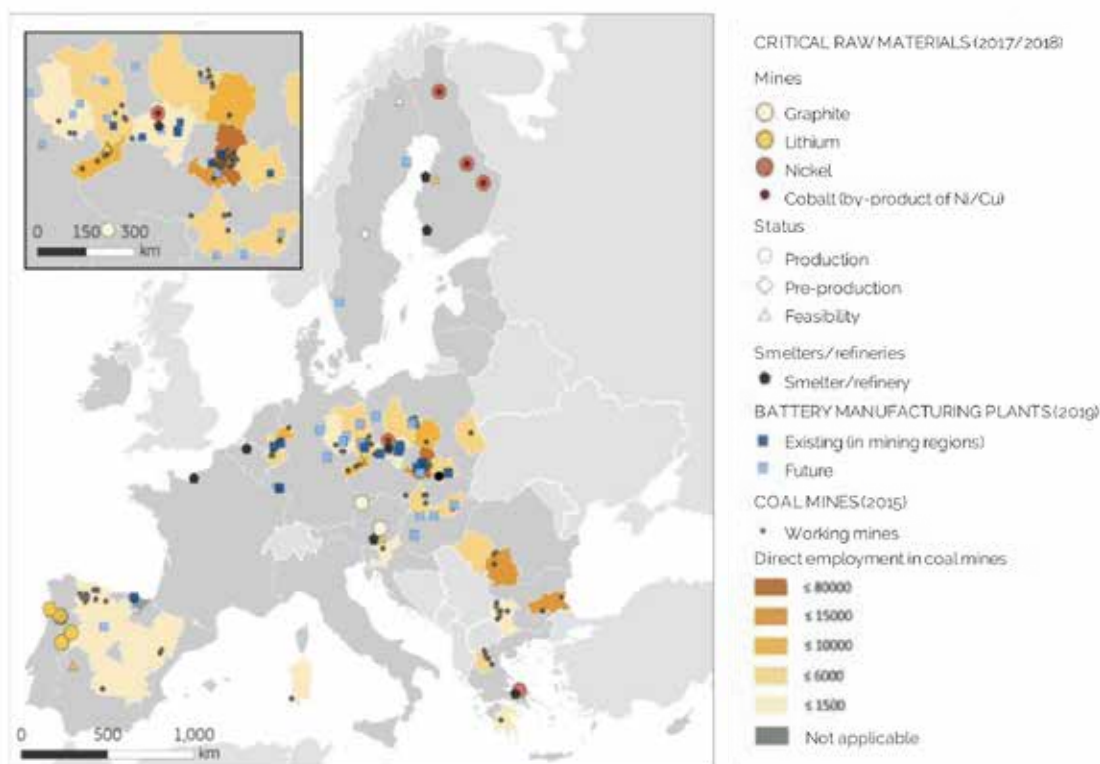 0 150 300
km
0 500 1,000
km
CRITICAL RAW MATERIALS (2017/2018)
Mines
Graphite
Lithium
Nickel
Cobalt (by-product of Ni/Cu)
Status
Production
Pre-production
Feasibility
Smelters/refineries
Smelter/refinery
BATTERY MANUFACTURING PLANTS (2019)
Existing (in mining regions)
Future
COAL MINES (2015)
Working mines
Direct employment in coal mines
≤ 80000
≤ 15000
≤ 10000
≤ 6000
≤ 1500
Not applicable